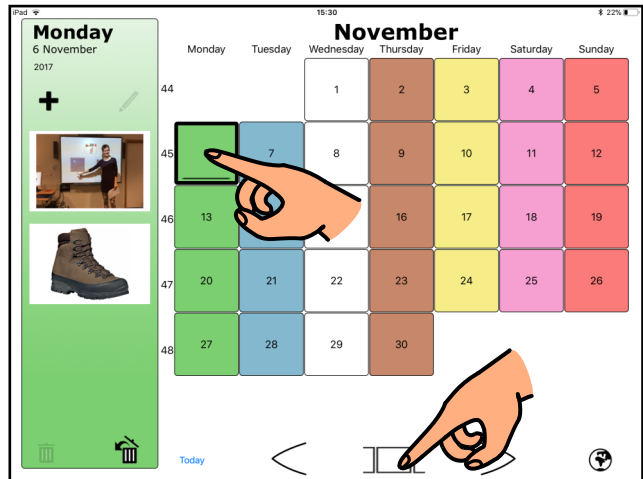 iPad 15:30 22%
Monday
6 November
2017
November
Monday Tuesday Wednesday Thursday Friday Saturday Sunday
44 1 2 3 4 5
45 7 8 9 10 11 12
46 13 16 17 18 19
47 20 21 22 23 24 25 26
48 27 28 29 30
Today